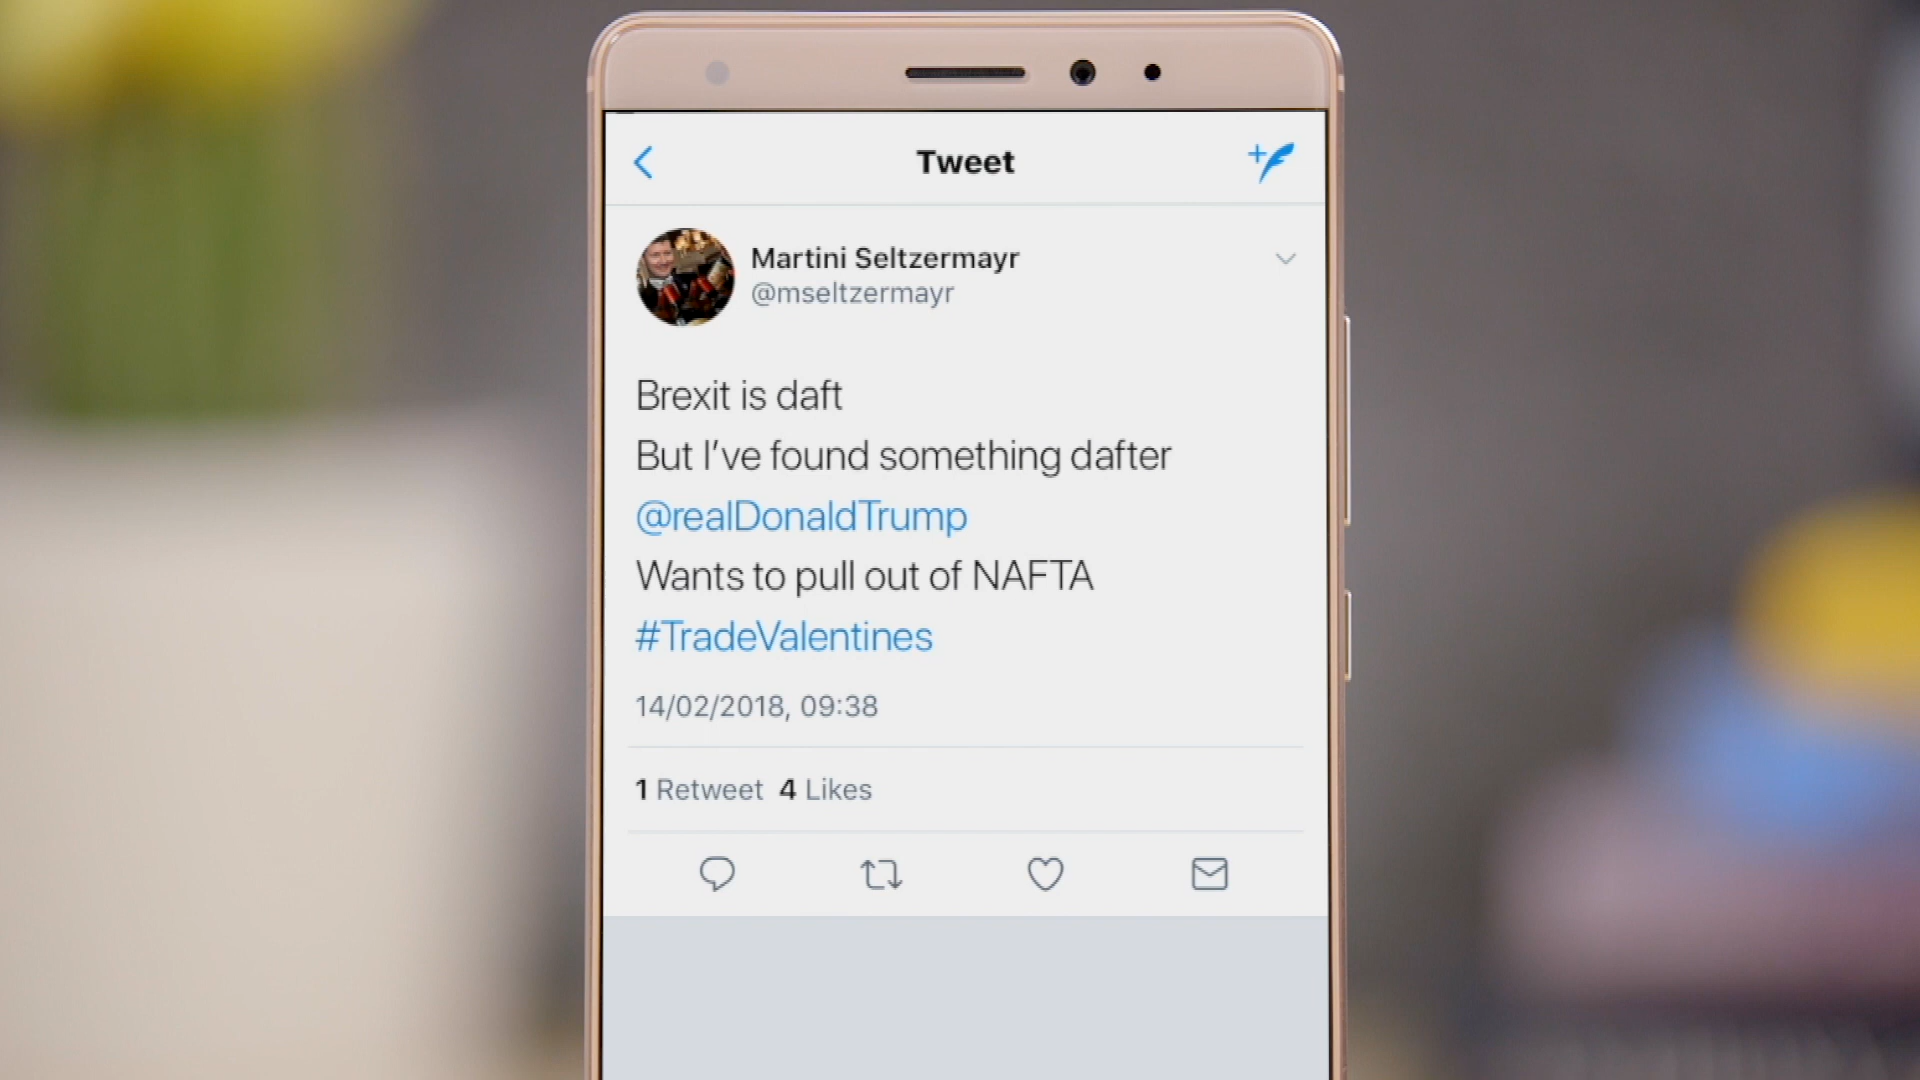 Tweet
Martini Seltzermayr
@mseltzermayr
Brexit is daft
But I've found something dafter
@realDonaldTrump
Wants to pull out of NAFTA
#TradeValentines
14/02/2018, 09:38
1 Retweet 4 Likes